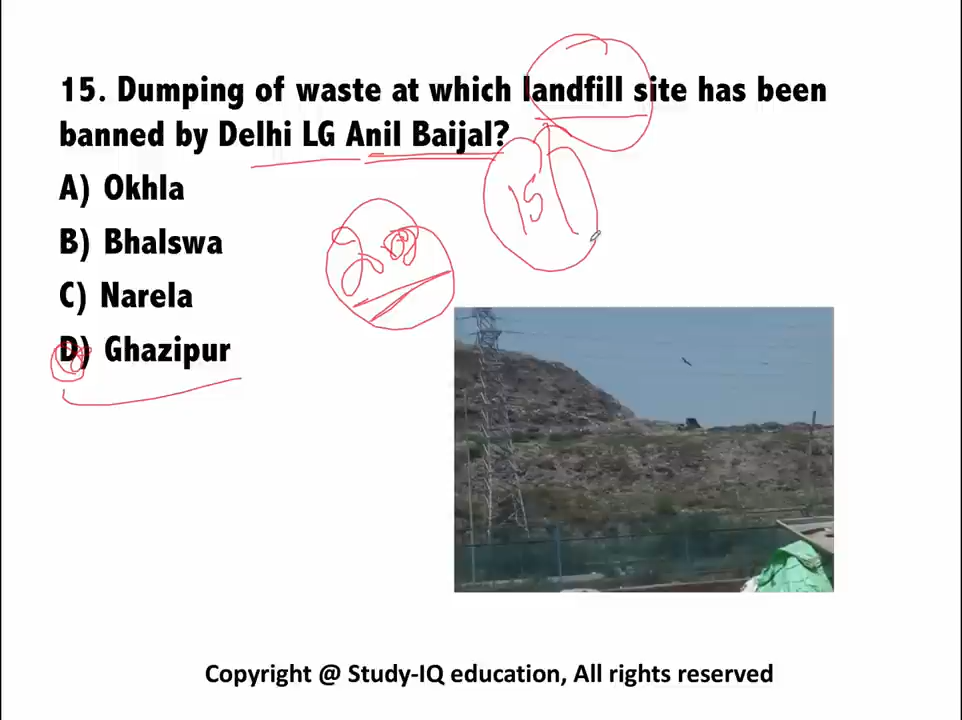 15. Dumping of waste at which landfill site has been
banned by Delhi LG Anil Baijal?
A) Okhla
B) Bhalswa
C) Narela
D) Ghazipur
15
Copyright @ Study-IQ education, All rights reserved